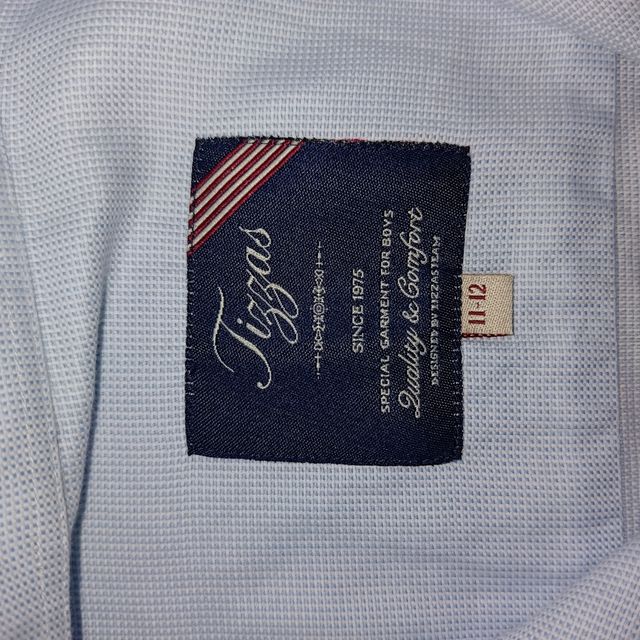 Tizzas
SINCE 1975
SPECIAL GARMENT FOR BOYS
Quality & Comfort
DESIGNED BY TIZZASTEAM
11-12